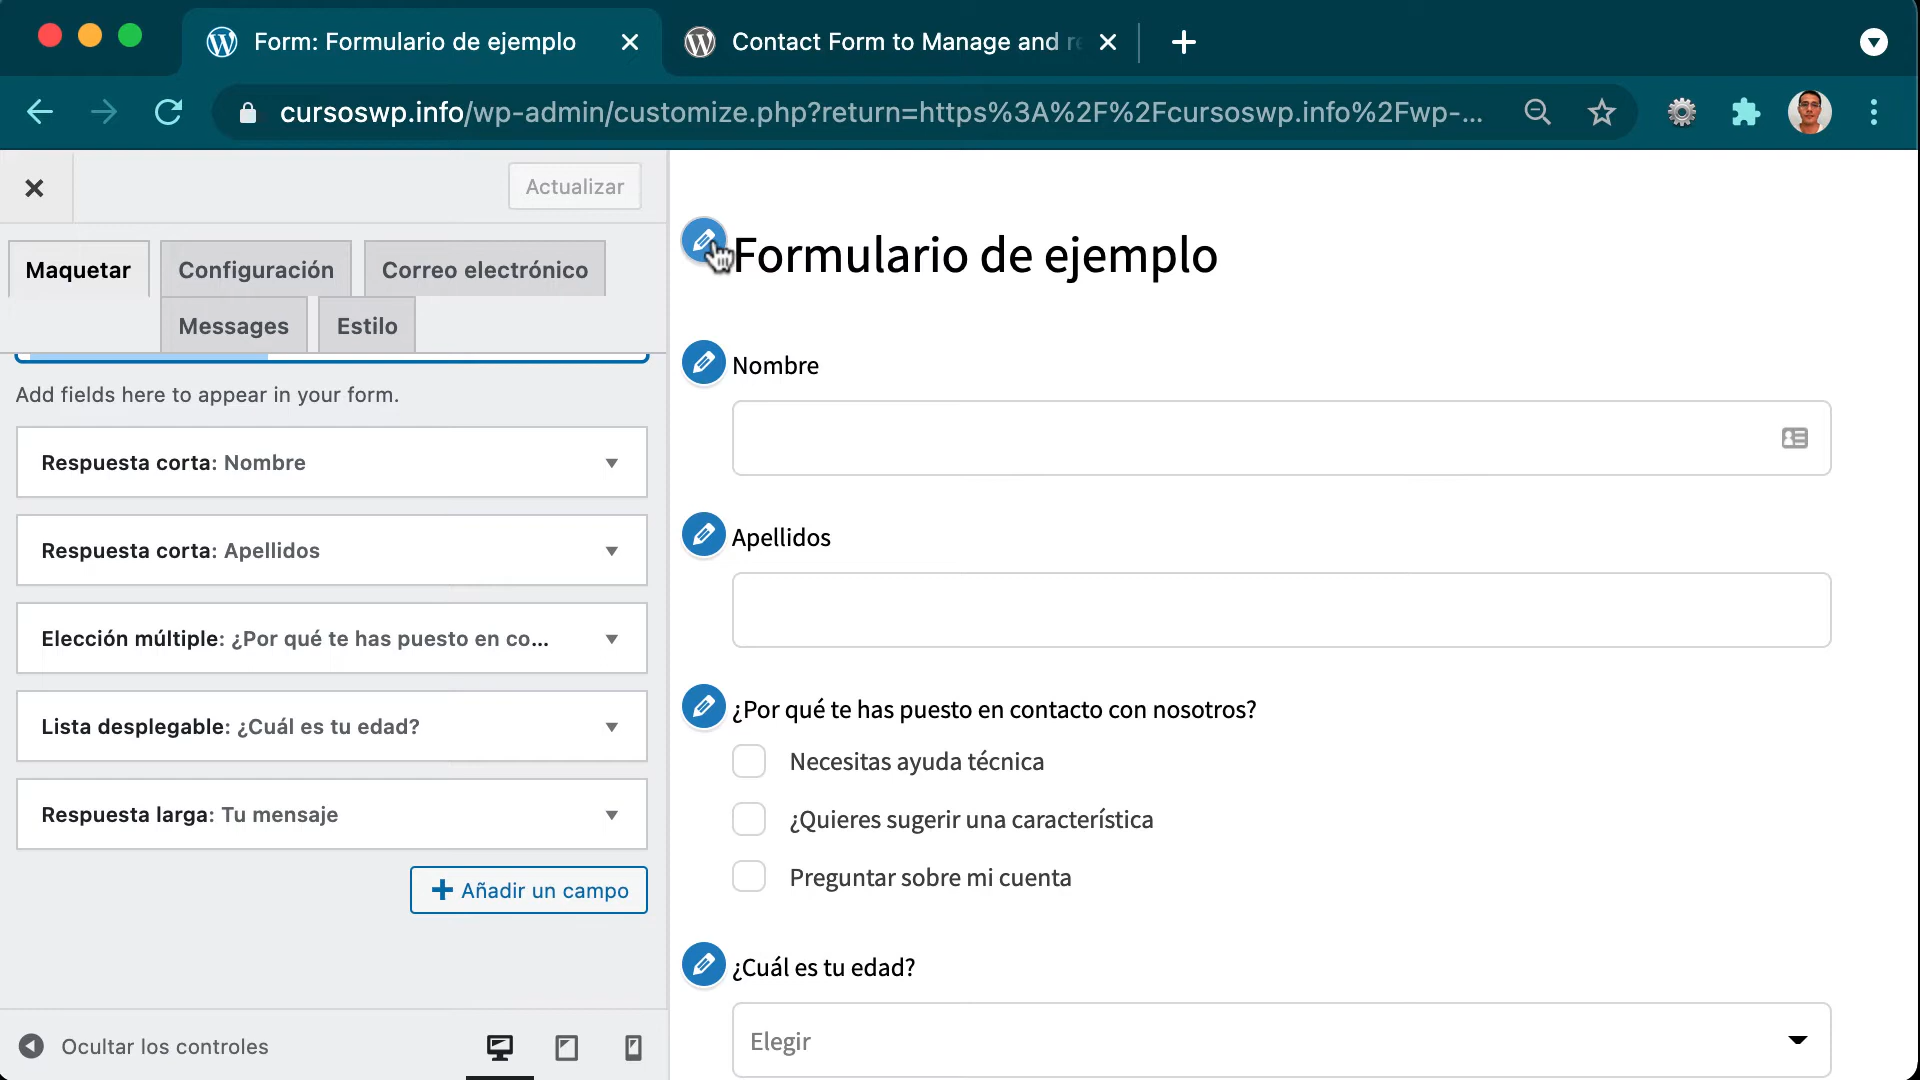 Form: Formulario de ejemplo
Contact Form to Manage and
cursoswp.info/wp-admin/customize.php?return=https%3A%2F%2Fcursoswp.info%2Fwp-...
Actualizar
Maquetar
Configuración
Correo electrónico
Messages
Estilo
Add fields here to appear in your form.
Respuesta corta: Nombre
Respuesta corta: Apellidos
Elección múltiple: ¿Por qué te has puesto en co...
Lista desplegable: ¿Cuál es tu edad?
Respuesta larga: Tu mensaje
Añadir un campo
Ocultar los controles
Formulario de ejemplo
Nombre
Apellidos
¿Por qué te has puesto en contacto con nosotros?
Necesitas ayuda técnica
¿Quieres sugerir una característica
Preguntar sobre mi cuenta
¿Cuál es tu edad?
Elegir